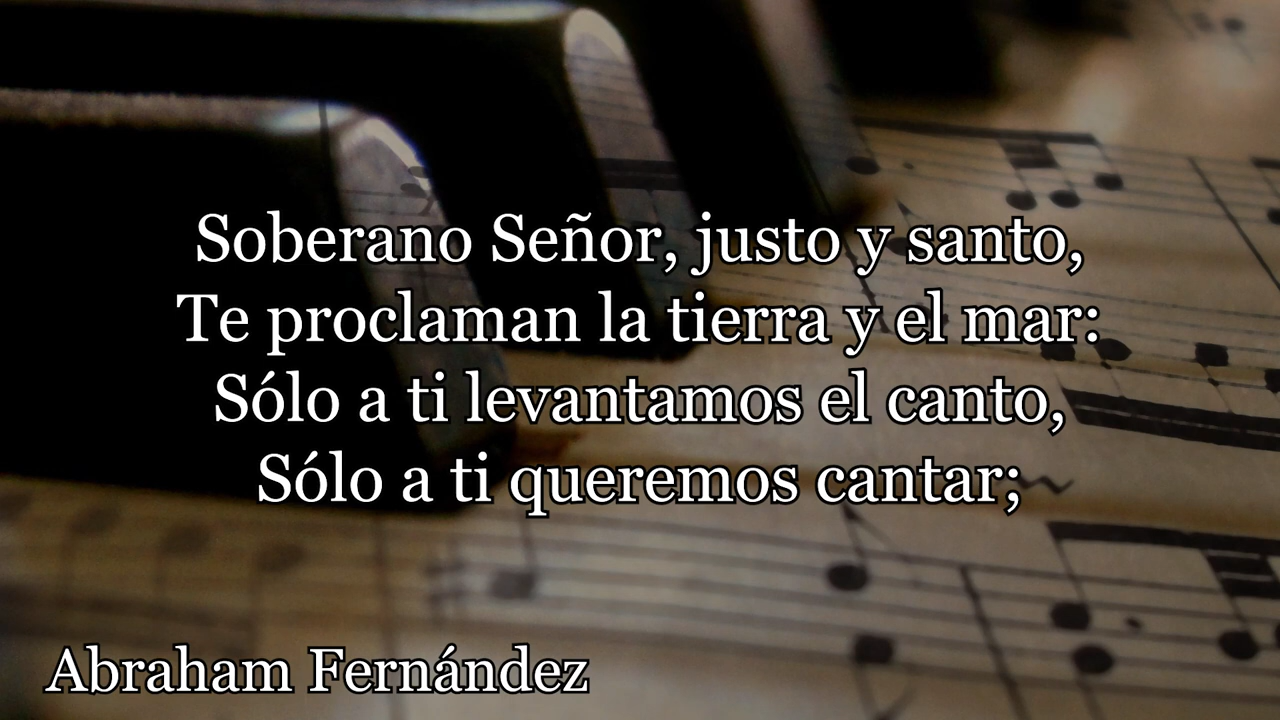 Soberano Señor, justo y santo,
Te proclaman la tierra y el mar:
Sólo a ti levantamos el canto,
Sólo a ti queremos cantar;
Abraham Fernández